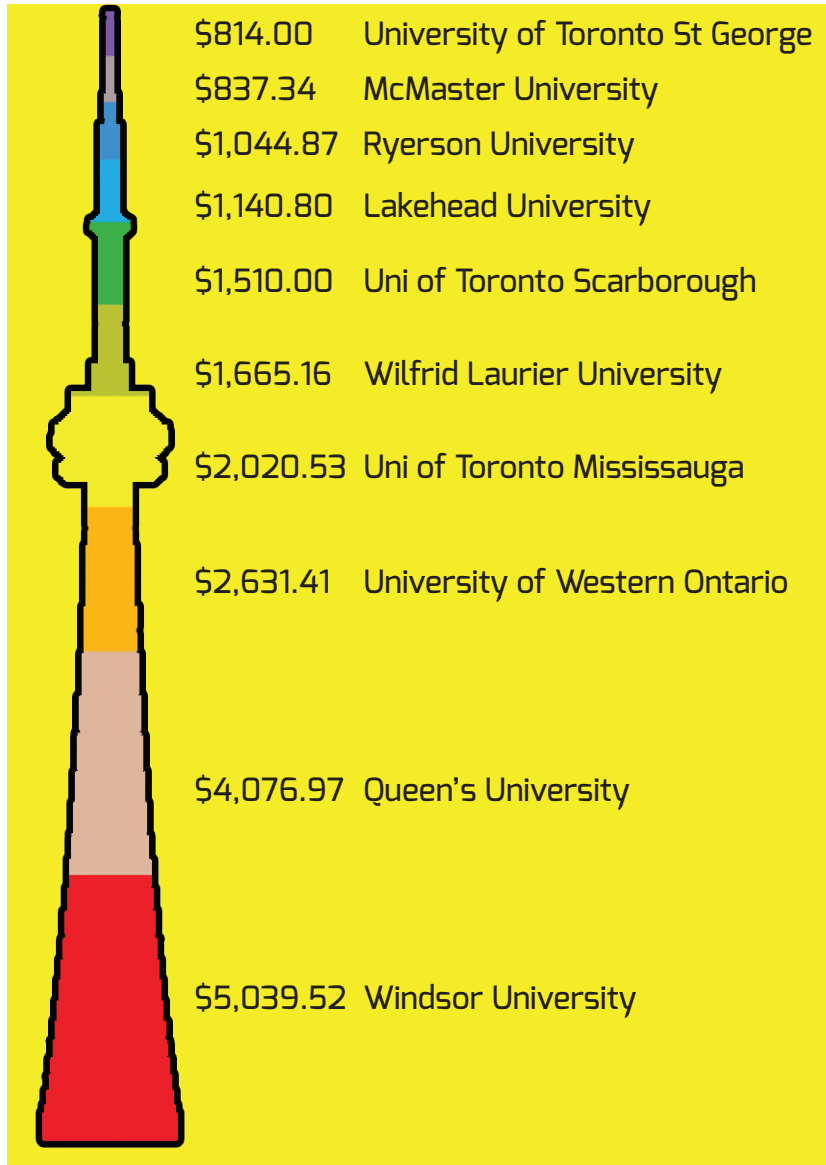 $814.00 University of Toronto St George
$837.34 McMaster University
$1,044.87 Ryerson University
$1,140.80 Lakehead University
$1,510.00 Uni of Toronto Scarborough
$1,665.16 Wilfrid Laurier University
$2,020.53 Uni of Toronto Mississauga
$2,631.41 University of Western Ontario
$4,076.97 Queen's University
$5,039.52 Windsor University